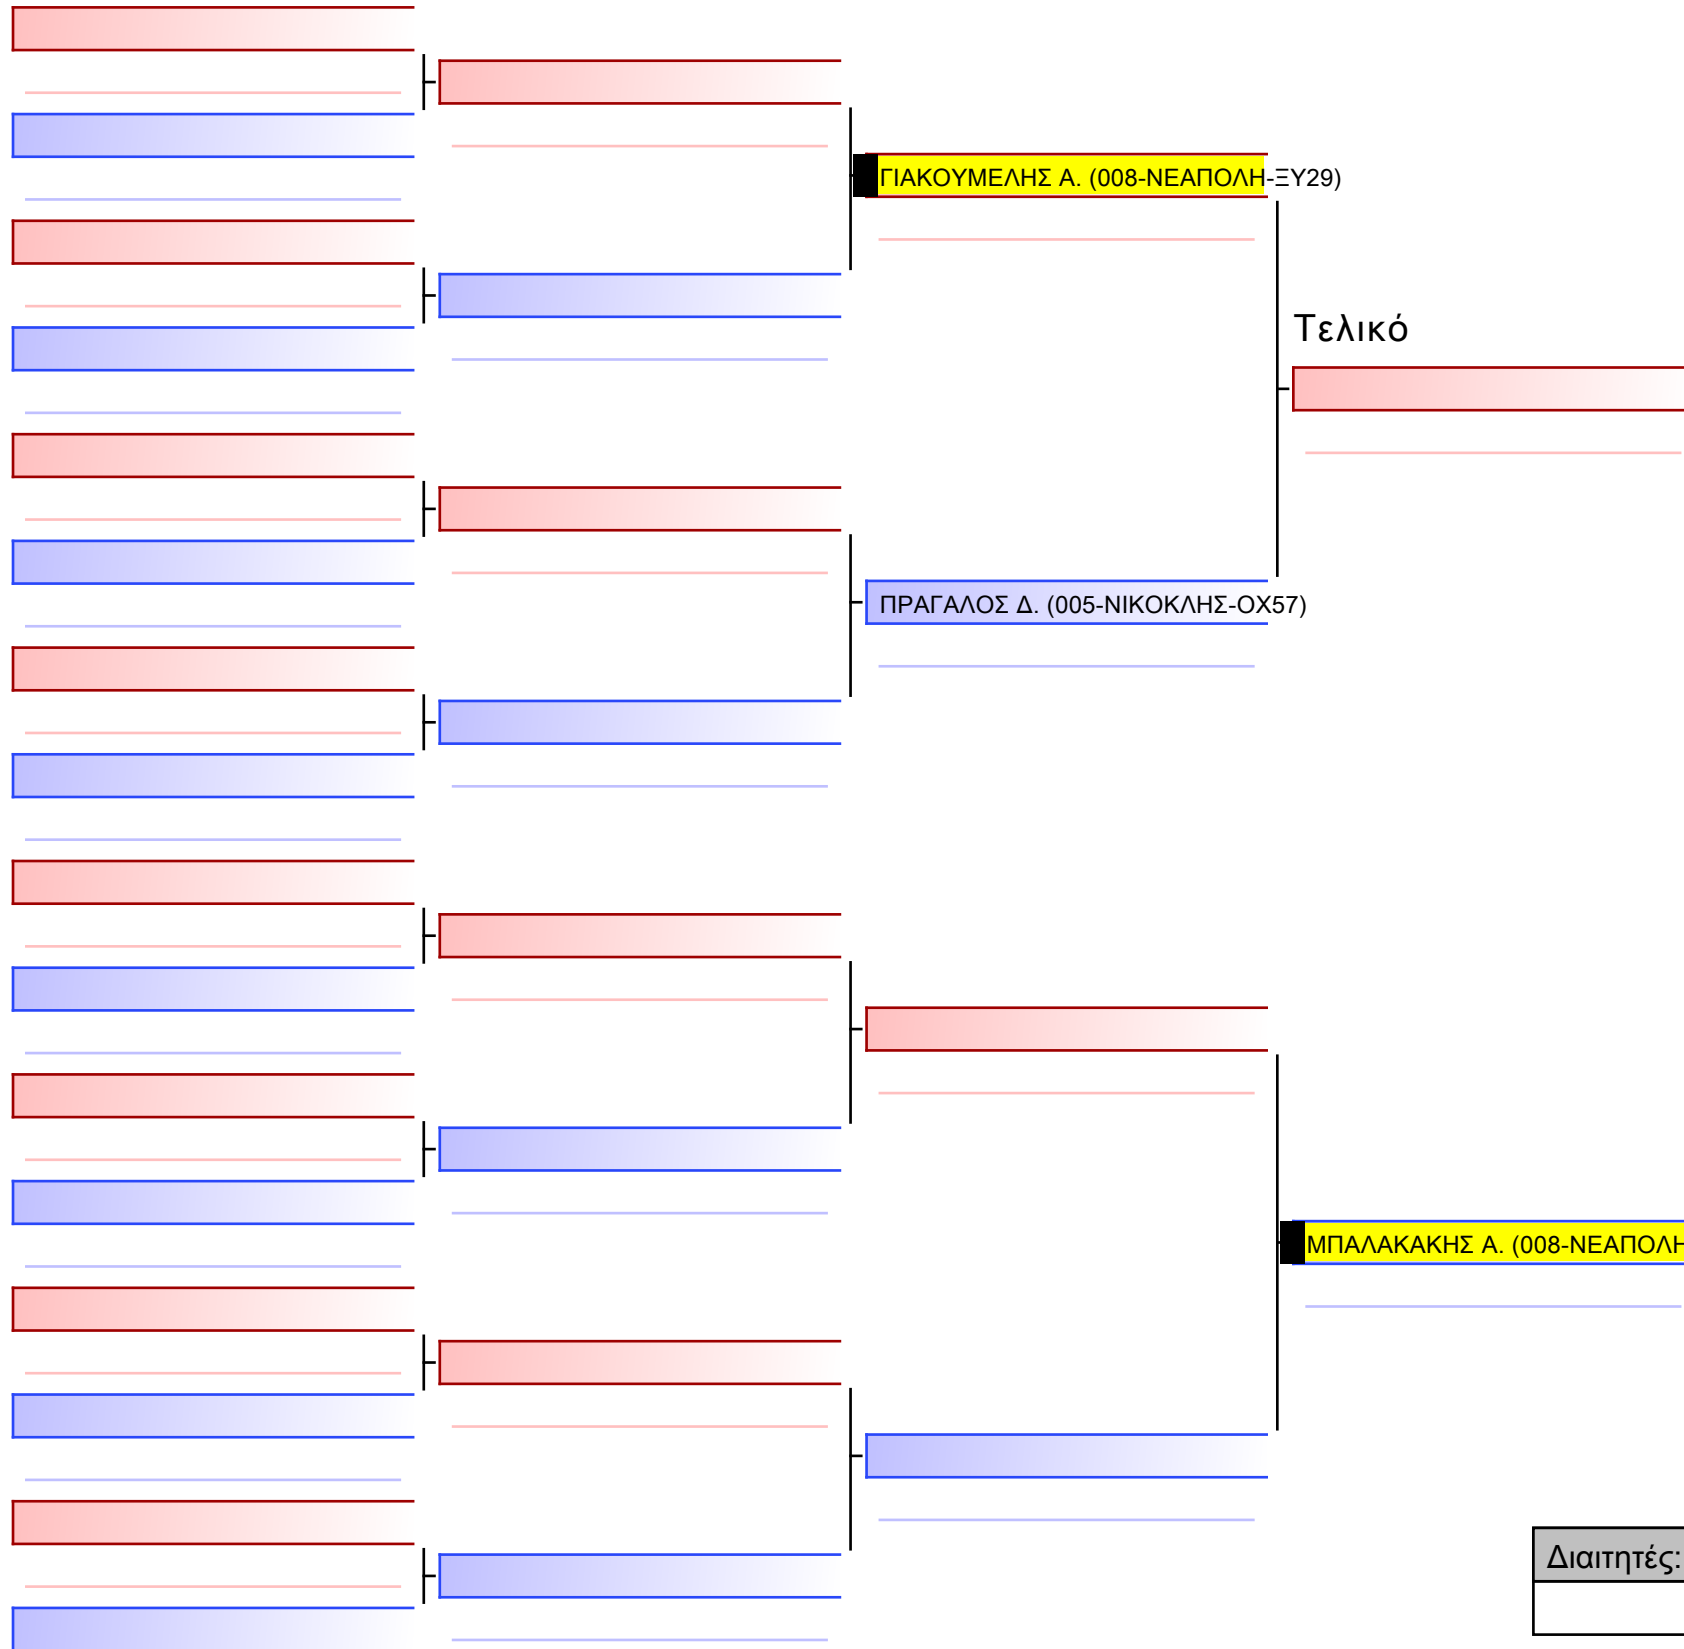 ΓΙΑΚΟΥΜΕΛΗΣ Α. (008-ΝΕΑΠΟΛΗ-ΞΥ29)
Τελικό
ΠΡΑΓΑΛΟΣ Δ. (005-ΝΙΚΟΚΛΗΣ-ΟΧ57)
ΜΠΑΛΑΚΑΚΗΣ Α. (008-ΝΕΑΠΟΛΗ
Διαιτητές: